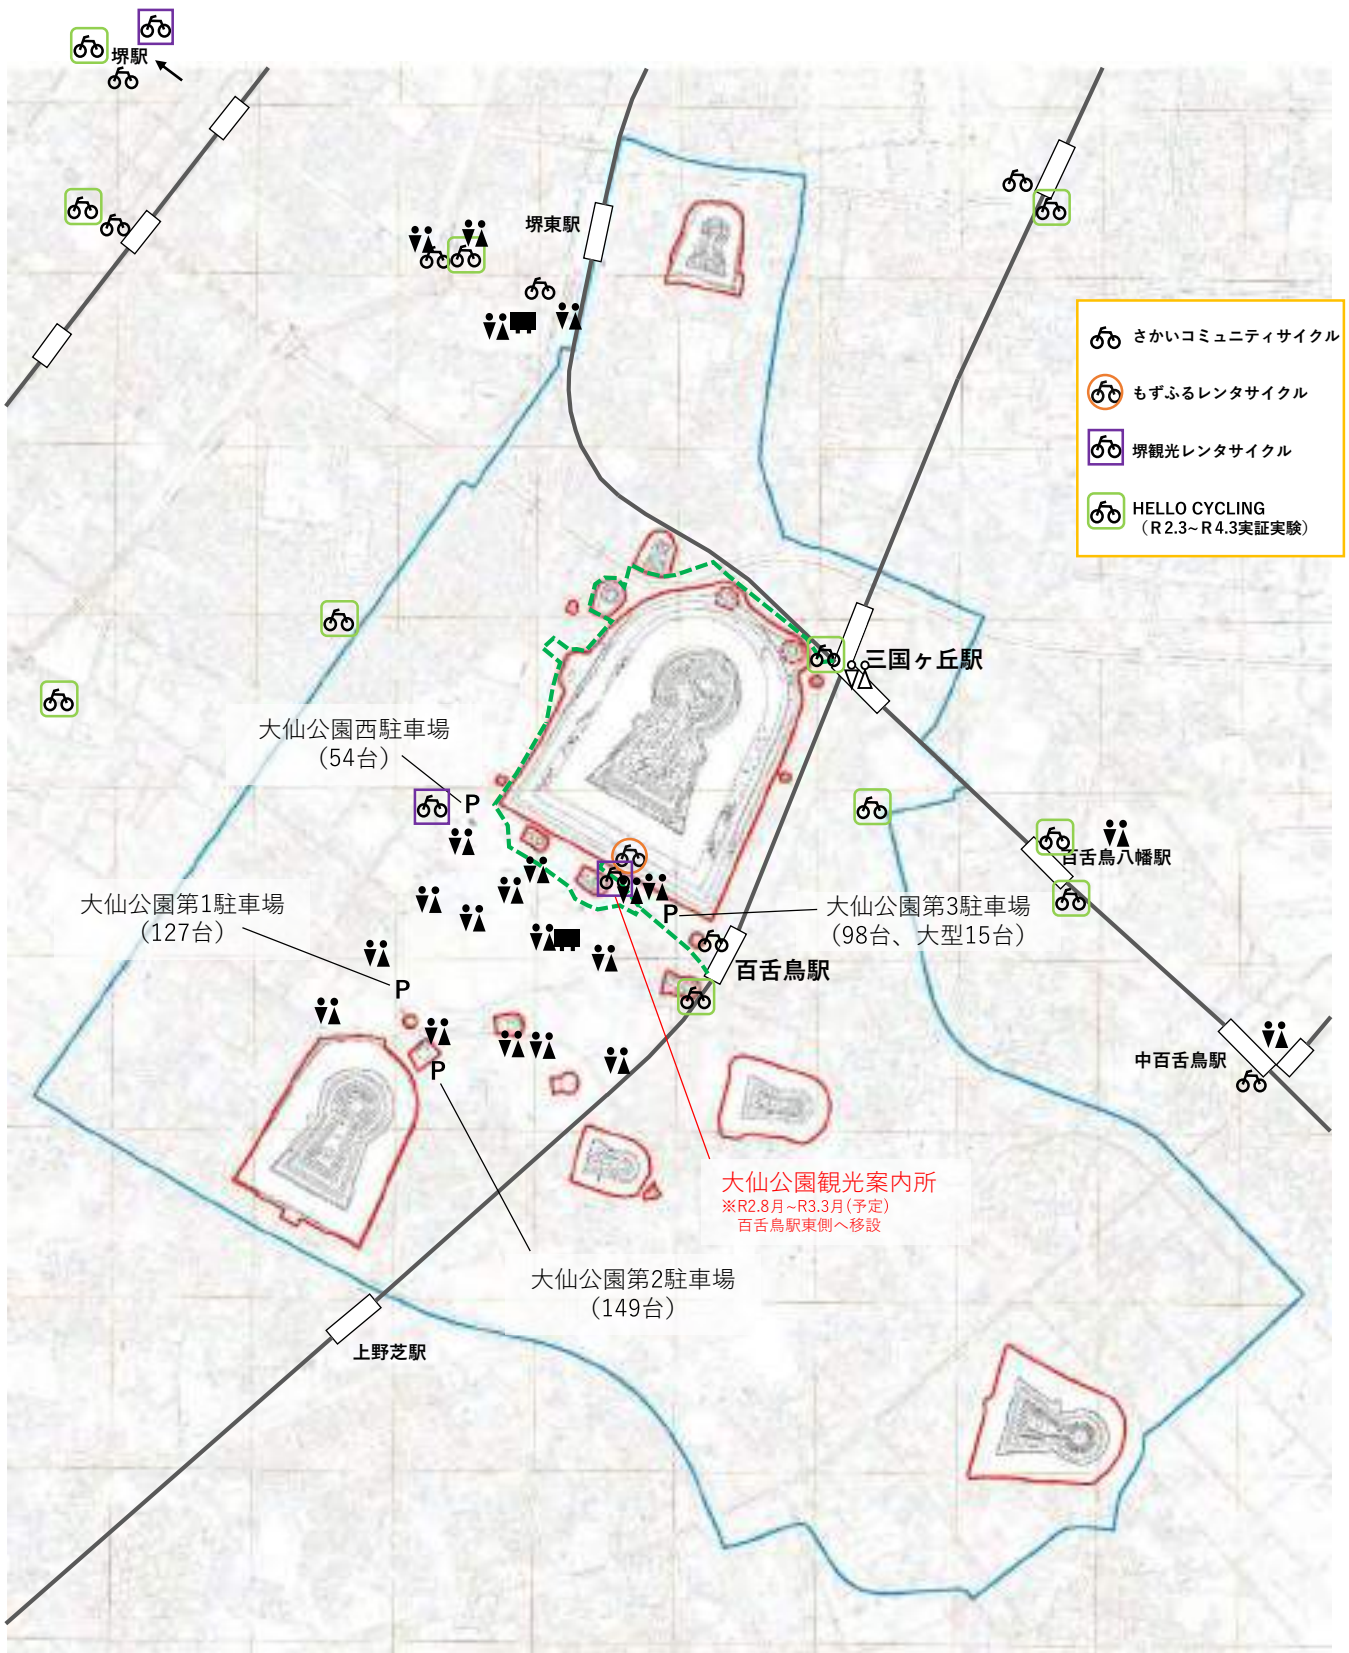 堺駅
堺東駅
さかいコミュニティサイクル
もずふるレンタサイクル
堺観光レンタサイクル
HELLO CYCLING
（R2.3~R4.3実証実験）
三国ヶ丘駅
大仙公園西駐車場
（54台）
P
百舌鳥八幡駅
大仙公園第1駐車場
（127台）
P
大仙公園第3駐車場
（98台、大型15台）
百舌鳥駅
P
中百舌鳥駅
P
大仙公園観光案内所
※R2.8月~R3.3月(予定)
百舌鳥駅東側へ移設
大仙公園第2駐車場
（149台）
上野芝駅